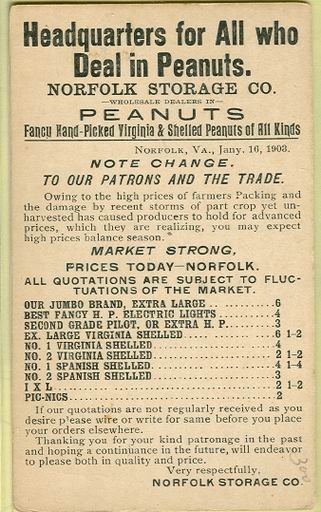 Headquarters for All who
Deal in Peanuts.
NORFOLK STORAGE CO.
—WHOLESALE DEALERS IN—
PEANUTS
Fancy Hand-Picked Virginia & Shelled Peanuts of All Kinds
NORFOLK, VA., Jany. 16, 1903.
NOTE CHANGE.
TO OUR PATRONS AND THE TRADE.
Owing to the high prices of farmers Packing and
the damage by recent storms of part crop yet un-
harvested has caused producers to hold for advanced
prices, which they are realizing, you may expect
high prices balance season.
MARKET STRONG,
PRICES TODAY—NORFOLK.
ALL QUOTATIONS ARE SUBJECT TO FLUC-
TUATIONS OF THE MARKET.
OUR JUMBO BRAND, EXTRA LARGE ........ 6
BEST FANCY H. P. ELECTRIC LIGHTS ........ 4
SECOND GRADE PILOT, OR EXTRA H. P. ........ 3
EX. LARGE VIRGINIA SHELLED ........ 6 1-2
NO. 1 VIRGINIA SHELLED ........ 4
NO. 2 VIRGINIA SHELLED ........ 2 1-2
NO. 1 SPANISH SHELLED ........ 4 1-4
NO. 2 SPANISH SHELLED ........ 3
I X L ........ 2 1-2
PIC-NICS ........ 2
If our quotations are not regularly received as you
desire please wire or write for same before you place
your orders elsewhere.
Thanking you for your kind patronage in the past
and hoping a continuance in the future, will endeavor
to please both in quality and price.
Very respectfully,
NORFOLK STORAGE CO.